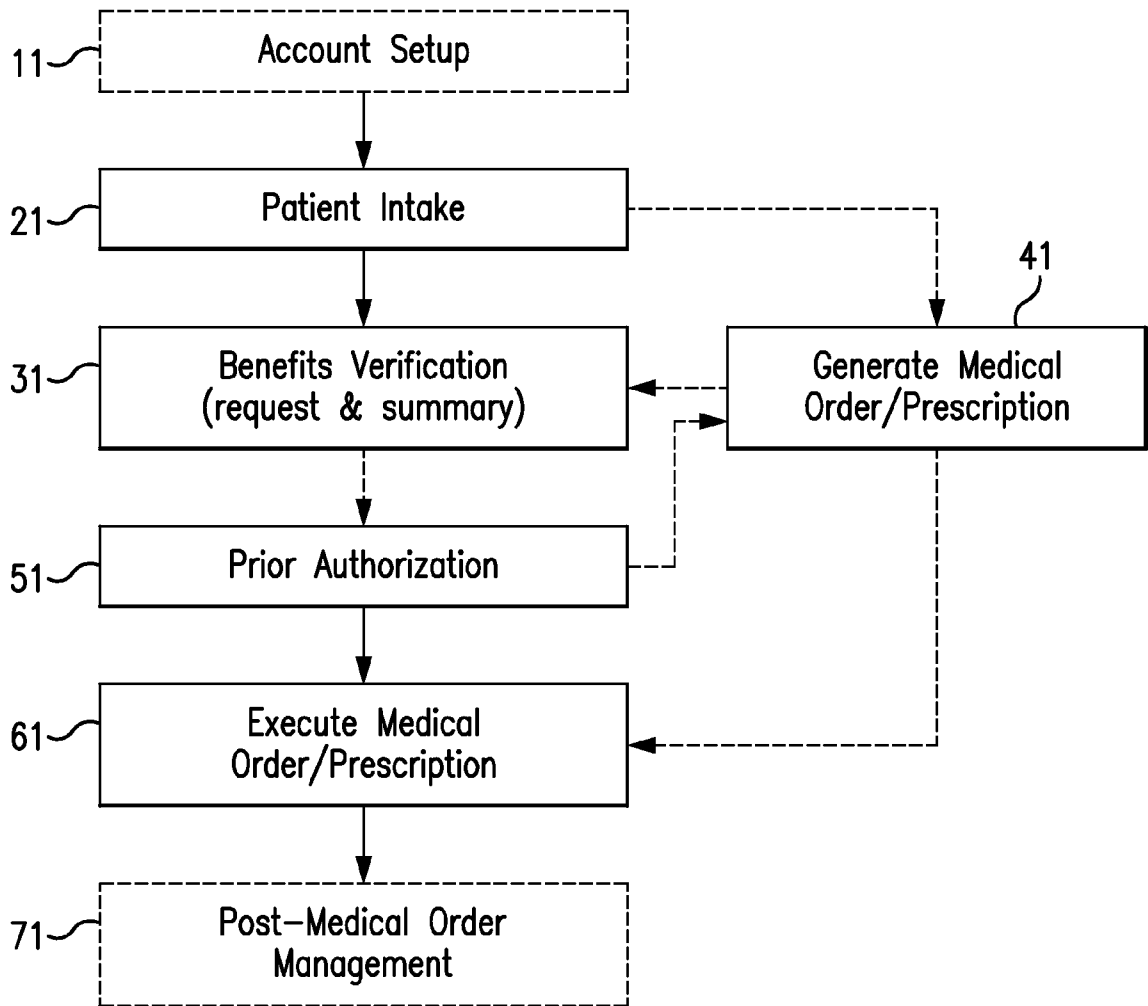 11
Account Setup
21
Patient Intake
41
31
Benefits Verification
(request & summary)
Generate Medical
Order/Prescription
51
Prior Authorization
61
Execute Medical
Order/Prescription
71
Post-Medical Order
Management